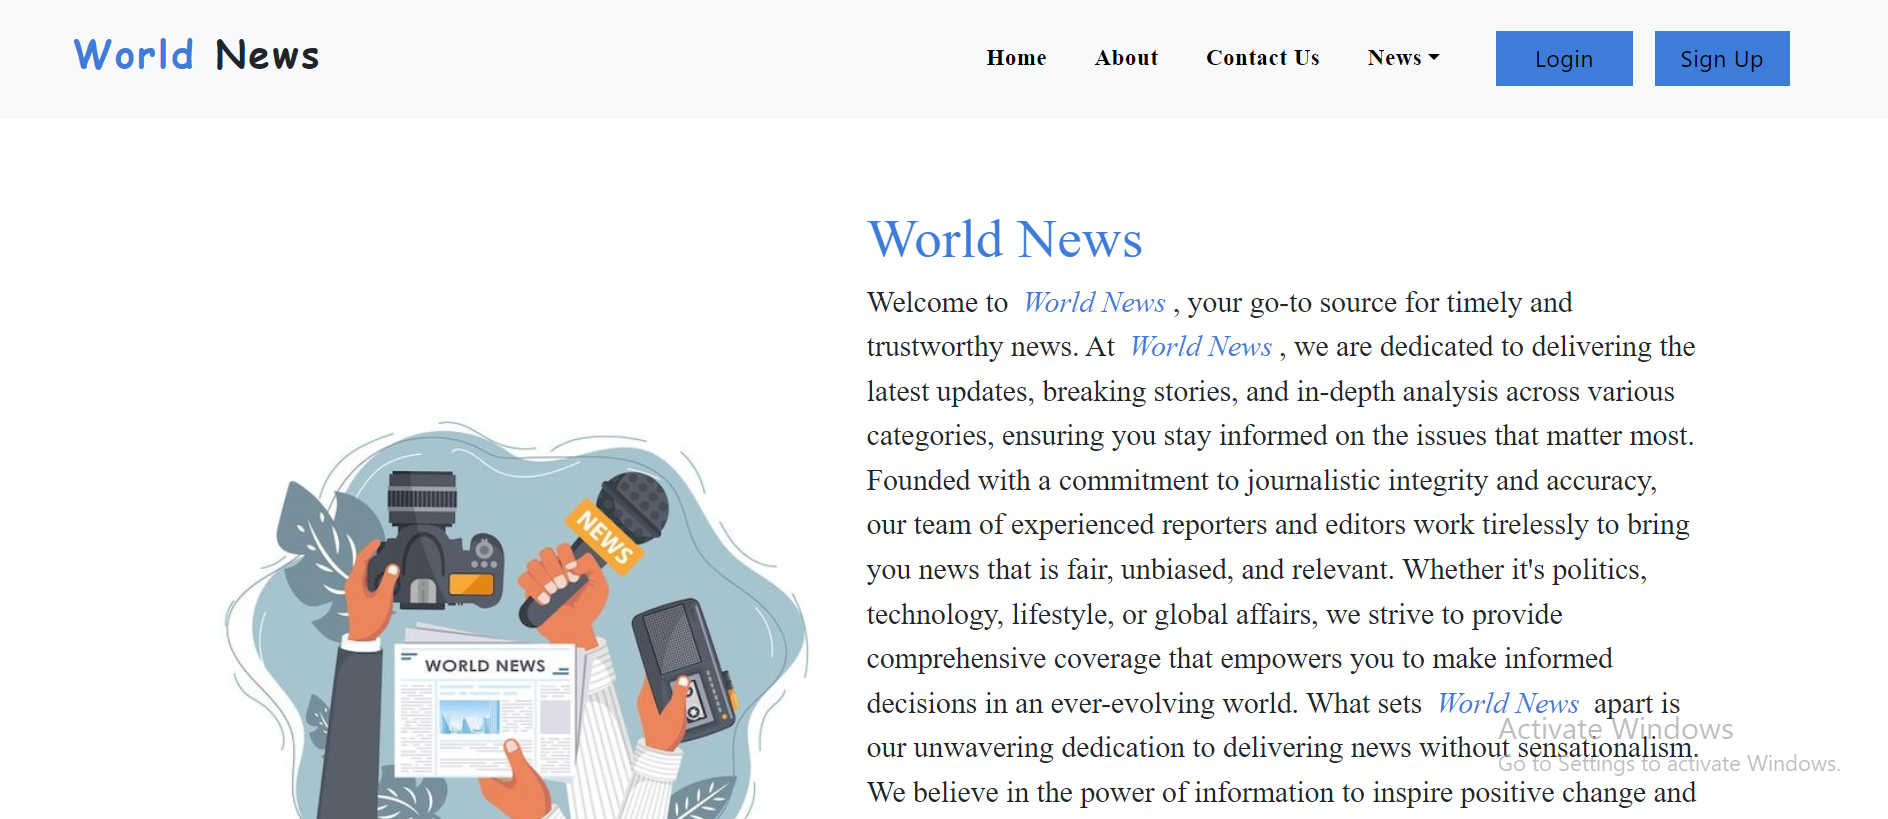 World News
Home About Contact Us News Login Sign Up
World News
Welcome to World News , your go-to source for timely and
trustworthy news. At World News , we are dedicated to delivering the
latest updates, breaking stories, and in-depth analysis across various
categories, ensuring you stay informed on the issues that matter most.
Founded with a commitment to journalistic integrity and accuracy,
our team of experienced reporters and editors work tirelessly to bring
you news that is fair, unbiased, and relevant. Whether it's politics,
technology, lifestyle, or global affairs, we strive to provide
comprehensive coverage that empowers you to make informed
decisions in an ever-evolving world. What sets World News apart is
our unwavering dedication to delivering news without sensationalism.
We believe in the power of information to inspire positive change and
NEWS
WORLD NEWS
Activate Windows
Go to Settings to activate Windows.